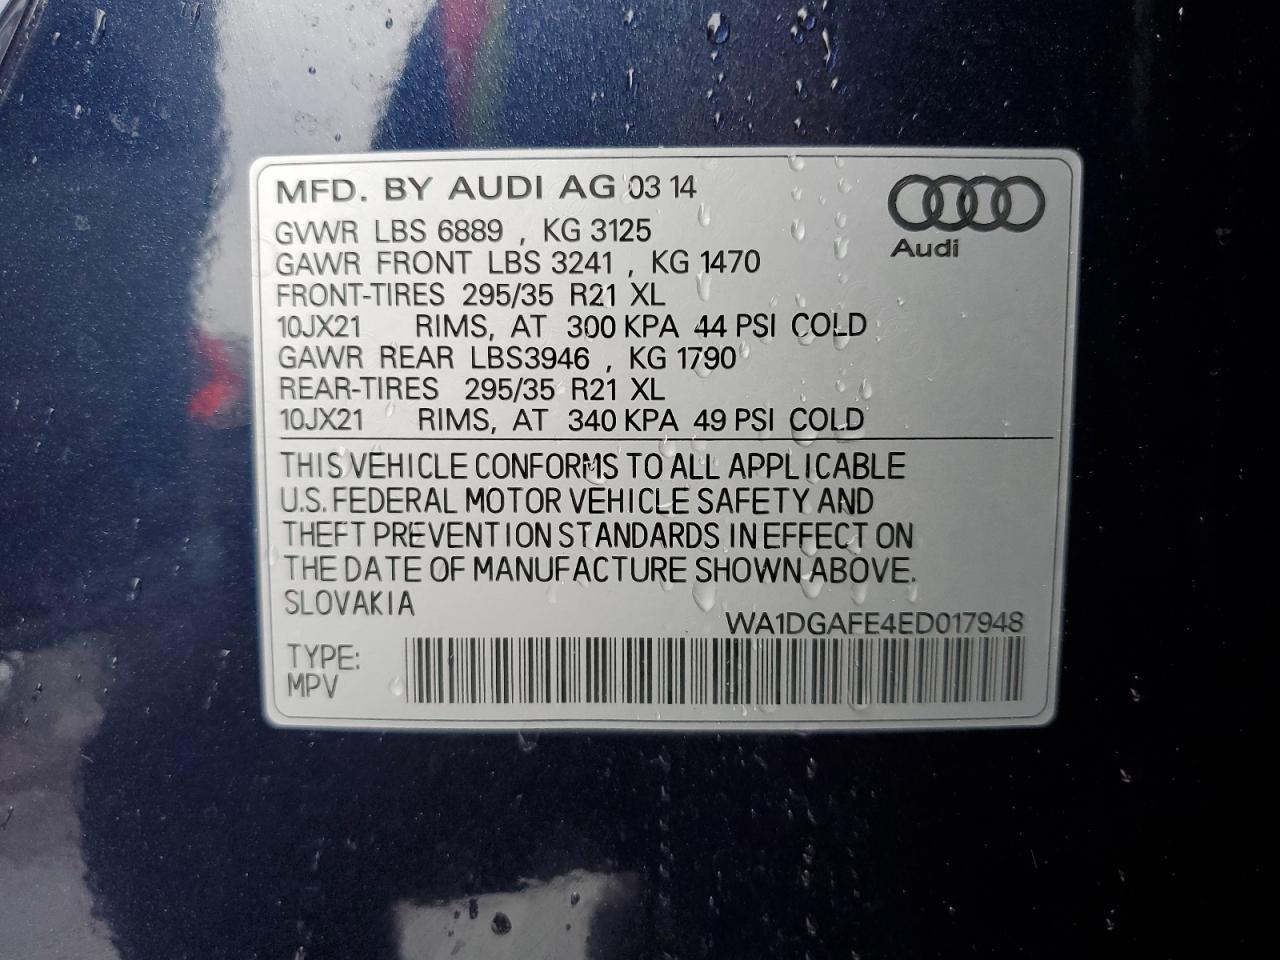 MFD. BY AUDI AG 03 14
Audi
GVWR LBS 6889 , KG 3125
GAWR FRONT LBS 3241 , KG 1470
FRONT-TIRES 295/35 R21 XL
10JX21 RIMS, AT 300 KPA 44 PSI COLD
GAWR REAR LBS3946 , KG 1790
REAR-TIRES 295/35 R21 XL
10JX21 RIMS, AT 340 KPA 49 PSI COLD
THIS VEHICLE CONFORMS TO ALL APPLICABLE
U.S. FEDERAL MOTOR VEHICLE SAFETY AND
THEFT PREVENTION STANDARDS IN EFFECT ON
THE DATE OF MANUFACTURE SHOWN ABOVE.
SLOVAKIA
WA1DGAFE4ED017948
TYPE:
MPV